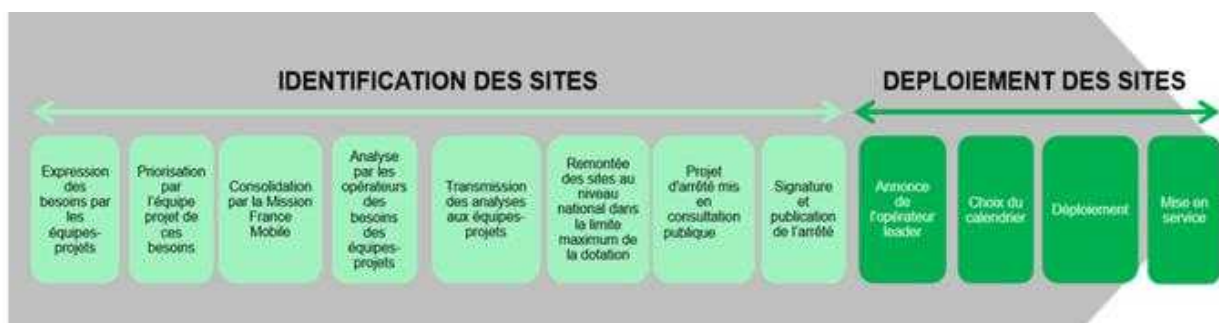 IDENTIFICATION DES SITES
DEPLOIEMENT DES SITES
Expression
des
besoins par
les
équipes-
projets
Priorisation
par
l'équipe
projet de
ces
besoins
Consolidation
par la Mission
France
Mobile
Analyse
par les
opérateurs
des
besoins
des
équipes-
projets
Transmission
des analyses
aux équipes-
projets
Remontée
des sites au
niveau
national dans
la limite
maximum de
la dotation
Projet
d'arrêté mis
en
consultation
publique
Signature
et
publication
de l'arrêté
Annonce
de
l'opérateur
leader
Choix du
calendrier
Déploiement
Mise en
service